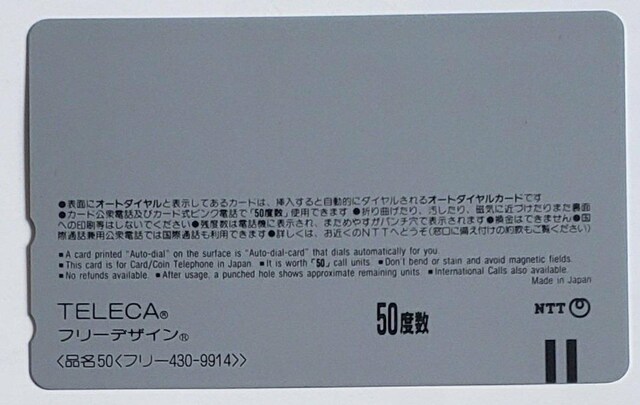 ●表面にオートダイヤルと表示してあるカードは、挿入すると自動的にダイヤルされるオートダイヤルカードです
●カード公衆電話及びカード式ピンク電話で「50度数」使用できます ●折り曲げたり、汚したり、磁気に近づけたりまた裏面
への印刷等はしないでください ●残度数は電話機に表示され、まためやすがパンチ穴で表示されます ●換金はできません ●国
際通話兼用公衆電話では国際通話も利用できます ●詳しくは、お近くのNTTへどうぞ(窓口に備え付けの約款もご覧ください)
■A card printed "Auto-dial" on the surface is "Auto-dial-card" that dials automatically for you.
■This card is for Card/Coin Telephone in Japan. ■It is worth「50」call units. ■Don't bend or stain and avoid magnetic fields.
■No refunds available. ■After usage, a punched hole shows approximate remaining units. ■International Calls also available.
Made in Japan
TELECA®
フリーデザイン®
50度数
NTT
〈品名50〈フリー430-9914〉〉